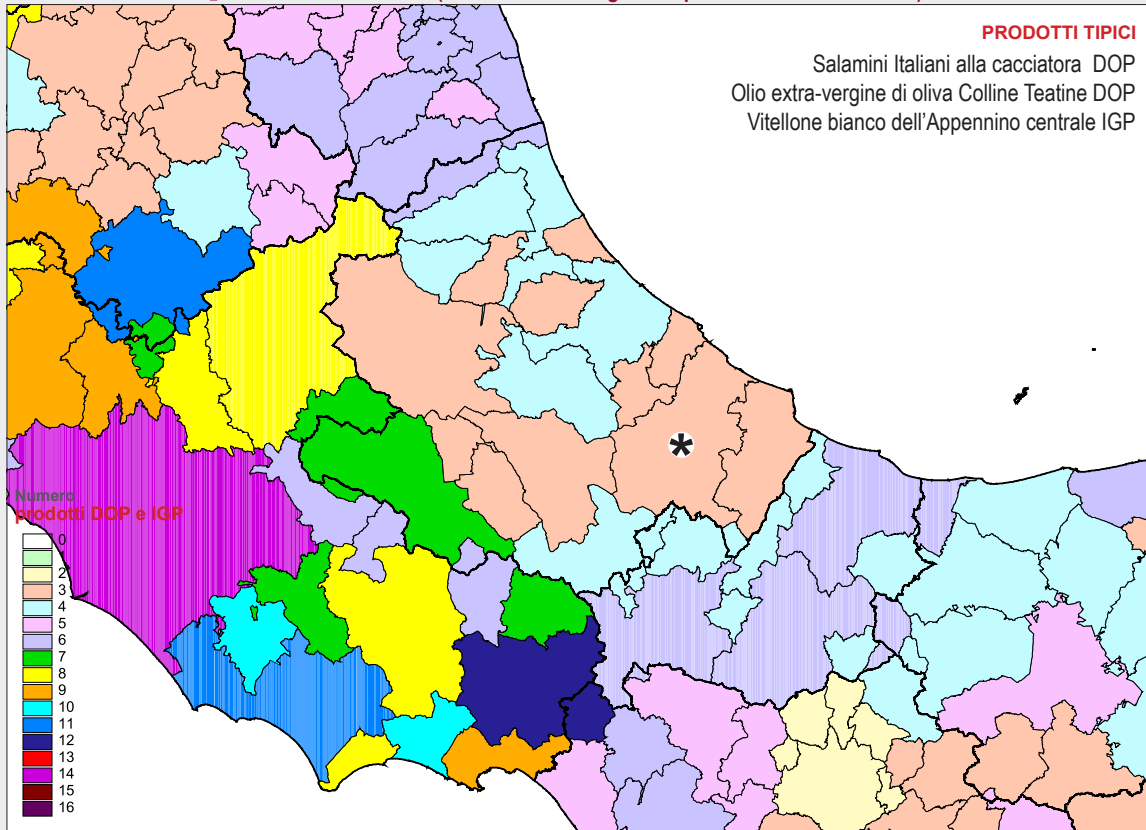 PRODOTTI TIPICI
Salamini Italiani alla cacciatora DOP
Olio extra-vergine di oliva Colline Teatine DOP
Vitellone bianco dell'Appennino centrale IGP
*
Numero
prodotti DOP e IGP
0
2
3
4
5
6
7
8
9
10
11
12
13
14
15
16